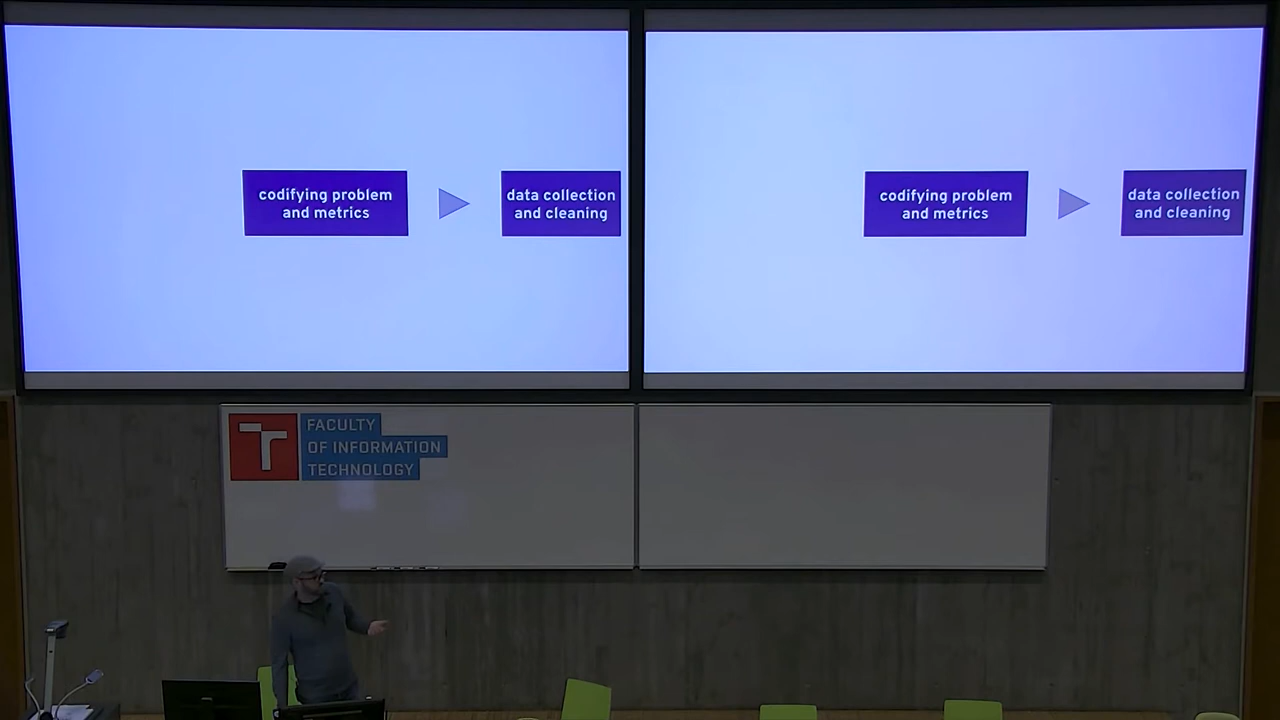 codifying problem
and metrics
data collection
and cleaning
codifying problem
and metrics
data collection
and cleaning
FACULTY
OF INFORMATION
TECHNOLOGY